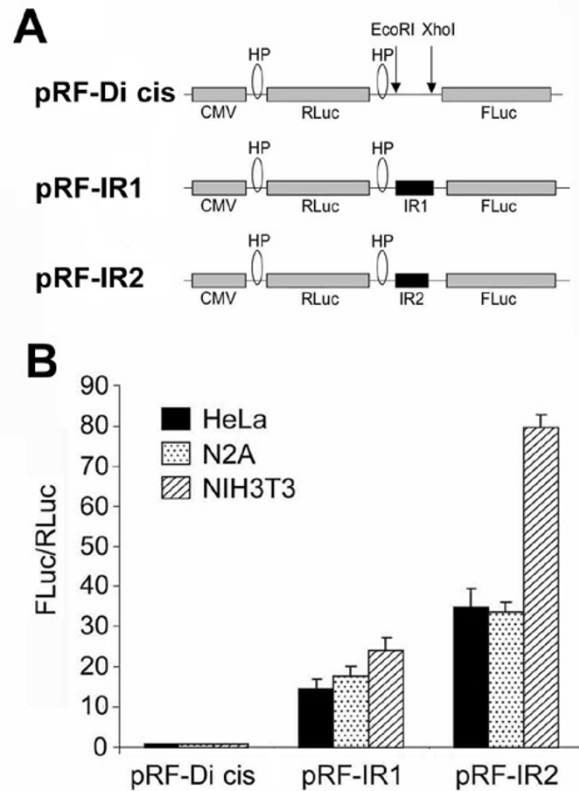 A
EcoRI XhoI
HP HP
pRF-Di cis
CMV RLuc FLuc
HP HP
pRF-IR1
CMV RLuc IR1 FLuc
HP HP
pRF-IR2
CMV RLuc IR2 FLuc
B
90
80
70
60
50
40
30
20
10
0
FLuc/RLuc
HeLa
N2A
NIH3T3
pRF-Di cis pRF-IR1 pRF-IR2